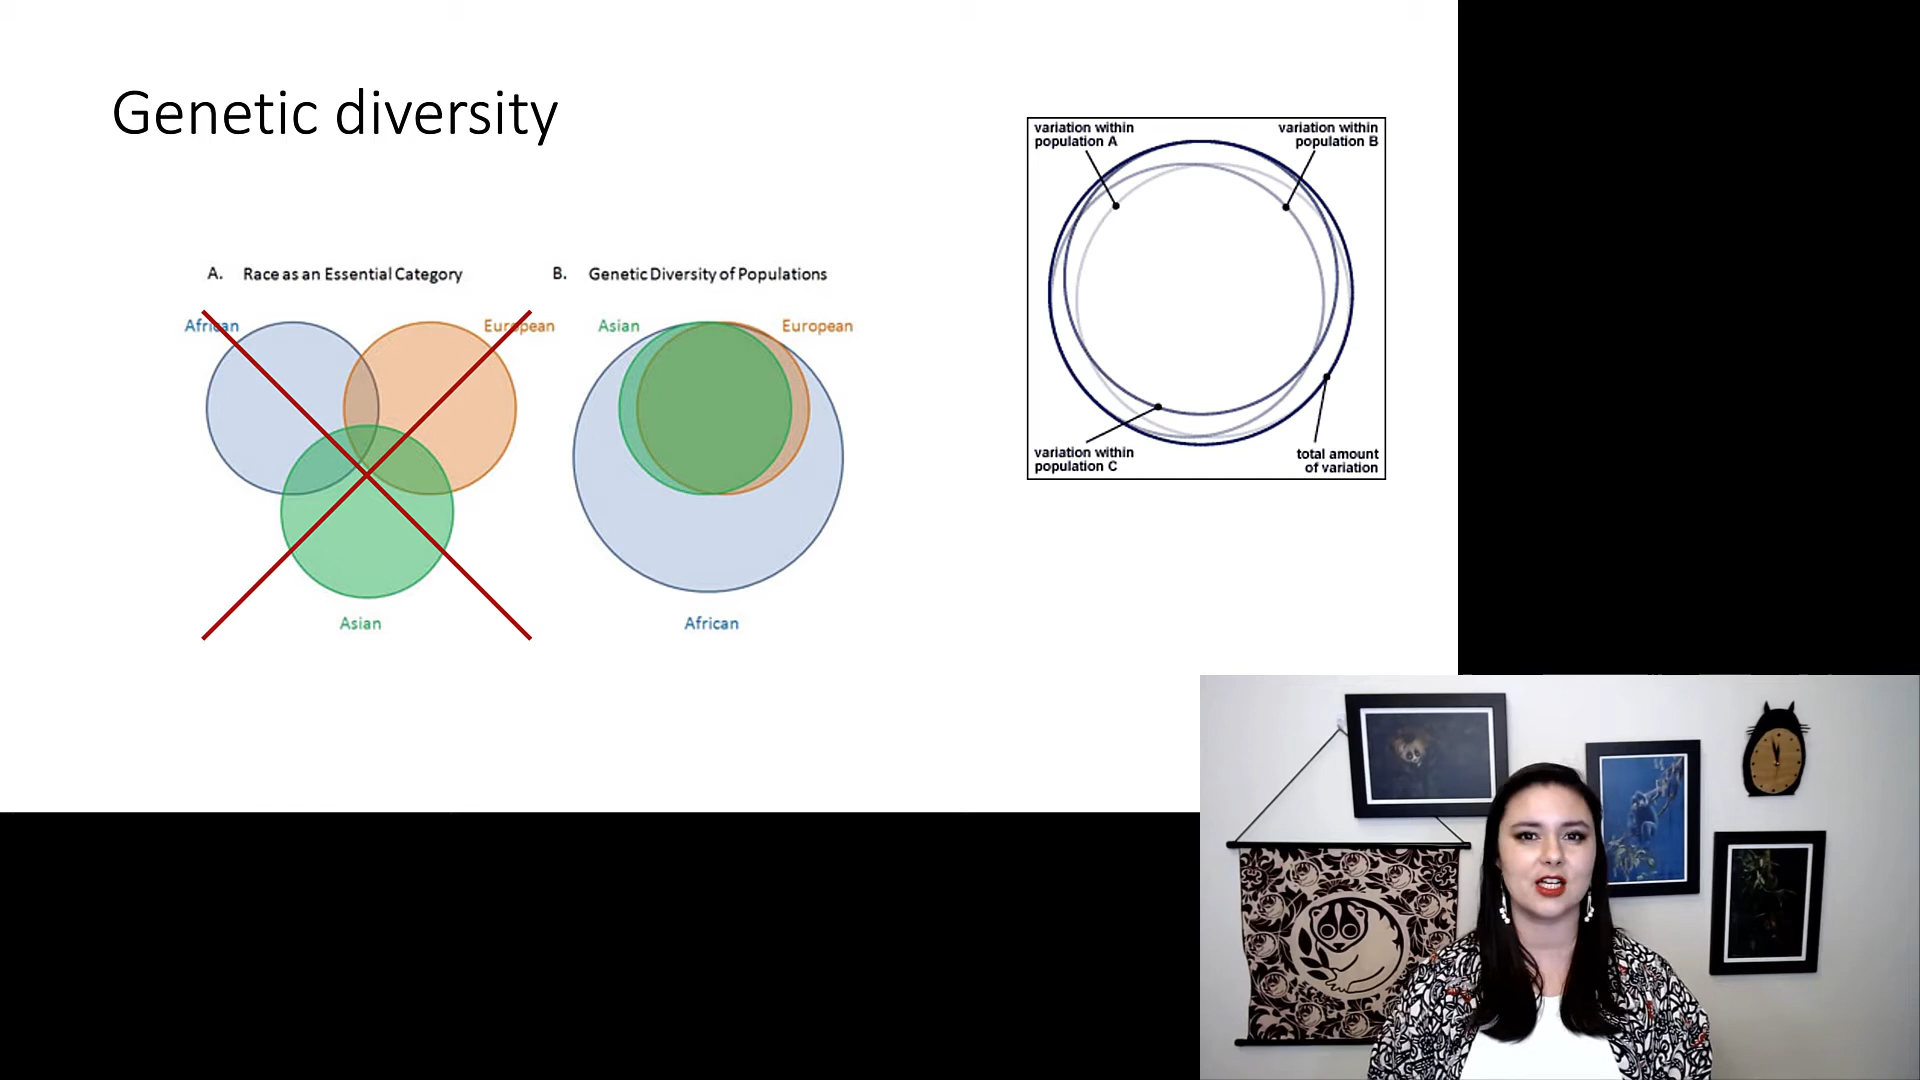 Genetic diversity
A. Race as an Essential Category
African
European
Asian
B. Genetic Diversity of Populations
Asian
European
African
variation within
population A
variation within
population B
variation within
population C
total amount
of variation